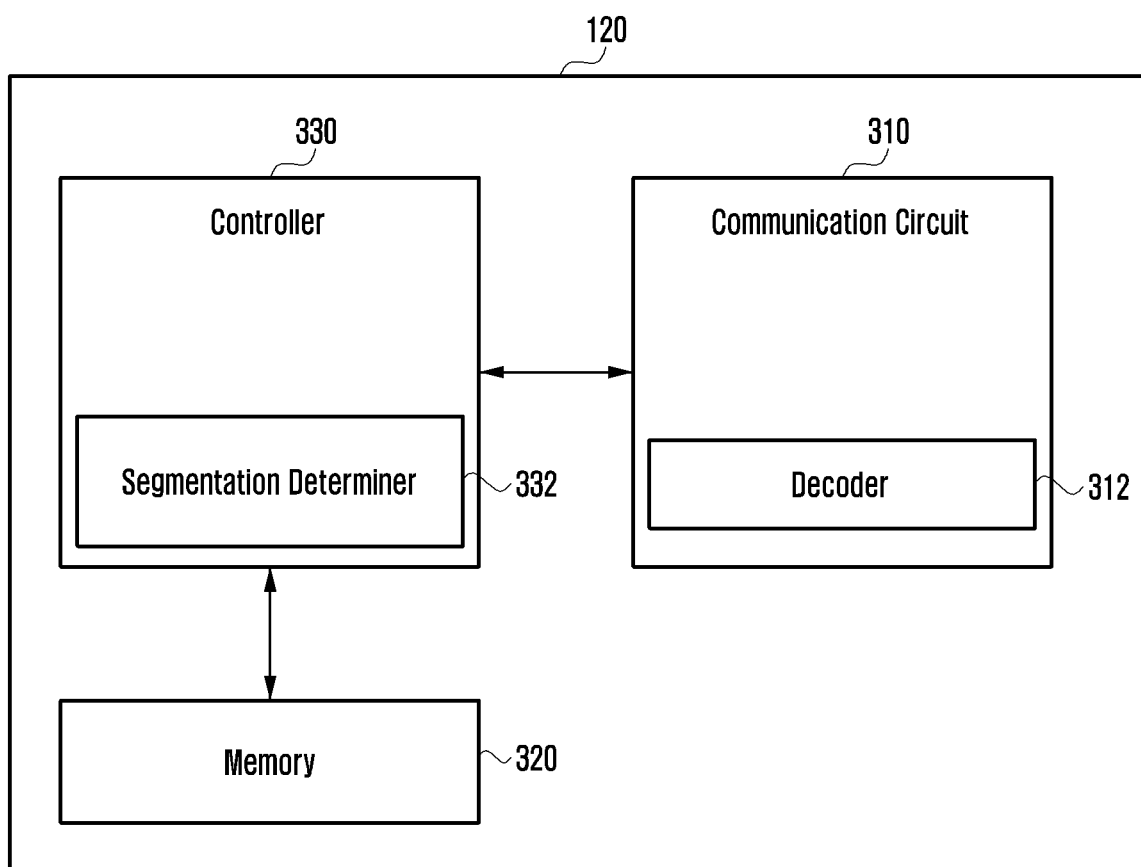 120
330
310
Controller
Communication Circuit
Segmentation Determiner
332
Decoder
312
Memory
320